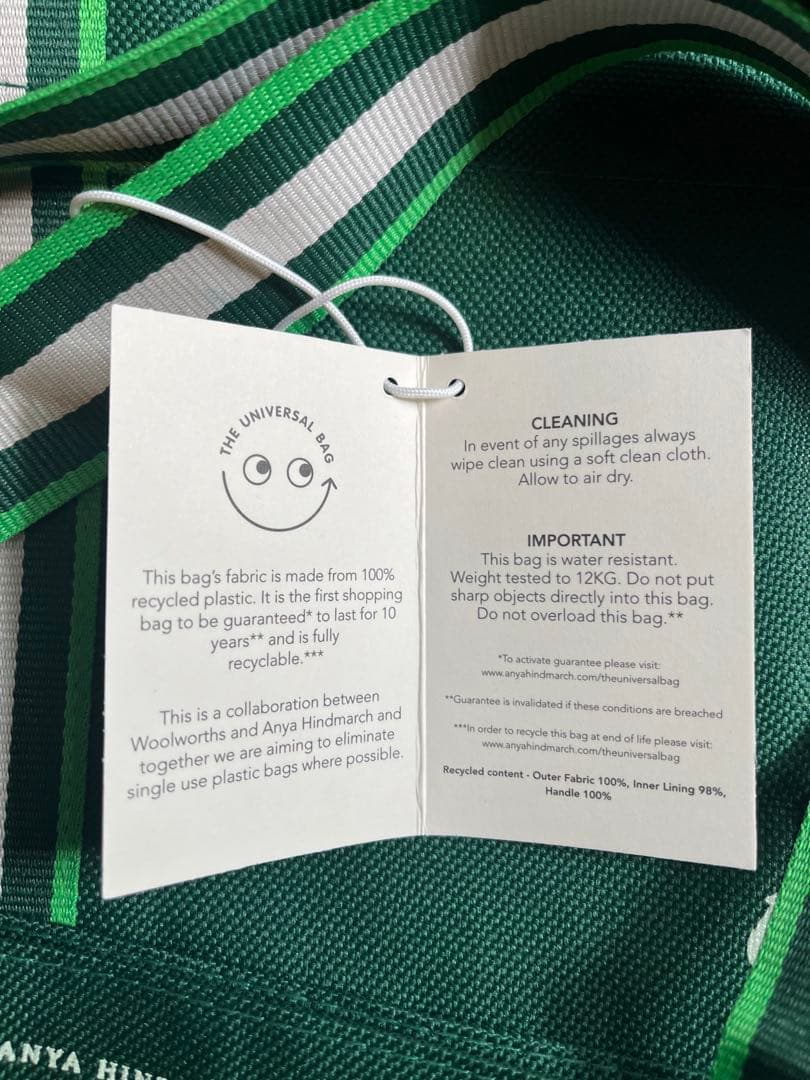 THE UNIVERSAL BAG
This bag's fabric is made from 100%
recycled plastic. It is the first shopping
bag to be guaranteed* to last for 10
years** and is fully
recyclable.***
This is a collaboration between
Woolworths and Anya Hindmarch and
together we are aiming to eliminate
single use plastic bags where possible.
CLEANING
In event of any spillages always
wipe clean using a soft clean cloth.
Allow to air dry.
IMPORTANT
This bag is water resistant.
Weight tested to 12KG. Do not put
sharp objects directly into this bag.
Do not overload this bag.**
*To activate guarantee please visit:
www.anyahindmarch.com/theuniversalbag
**Guarantee is invalidated if these conditions are breached
***In order to recycle this bag at end of life please visit:
www.anyahindmarch.com/theuniversalbag
Recycled content - Outer Fabric 100%, Inner Lining 98%,
Handle 100%
ANYA